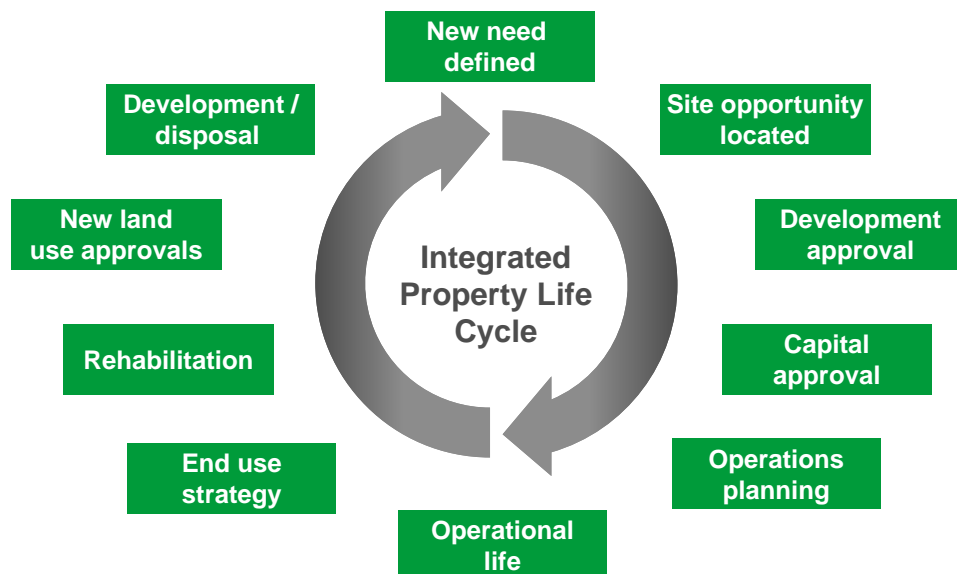 New need
defined
Site opportunity
located
Development
approval
Capital
approval
Operations
planning
Operational
life
End use
strategy
Rehabilitation
New land
use approvals
Development /
disposal
Integrated
Property Life
Cycle